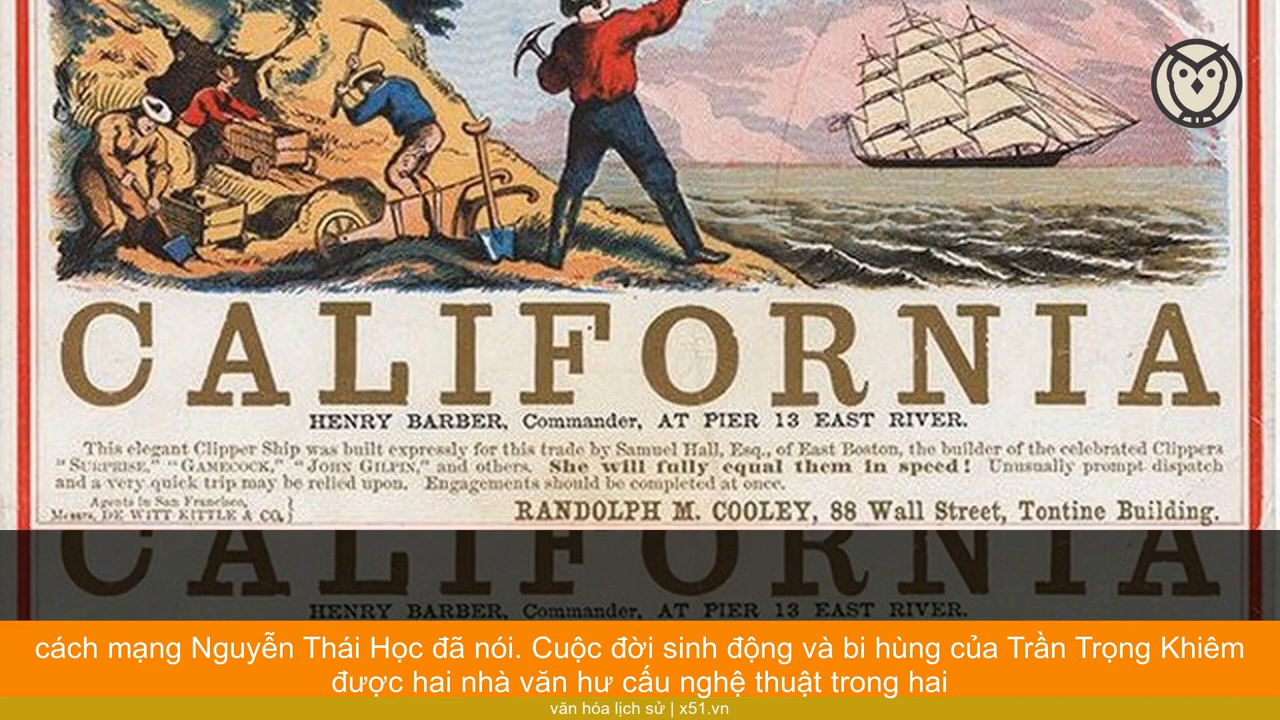 CALIFORNIA
HENRY BARBER, Commander, AT PIER 13 EAST RIVER.
This elegant Clipper Ship was built expressly for this trade by Samuel Hall, Esq., of East Boston, the builder of the celebrated Clippers
"SURPRISE," "GAMECOCK," "JOHN GILPIN," and others. She will fully equal them in speed! Unusually prompt dispatch
and a very quick trip may be relied upon. Engagements should be completed at once.
Agents in San Francisco,
Messrs. DE WITT KITTLE & CO.}
RANDOLPH M. COOLEY, 88 Wall Street, Tontine Building.
CALIFORNIA
HENRY BARBER, Commander, AT PIER 13 EAST RIVER.
cách mạng Nguyễn Thái Học đã nói. Cuộc đời sinh động và bi hùng của Trần Trọng Khiêm
được hai nhà văn hư cấu nghệ thuật trong hai
văn hóa lịch sử | x51.vn